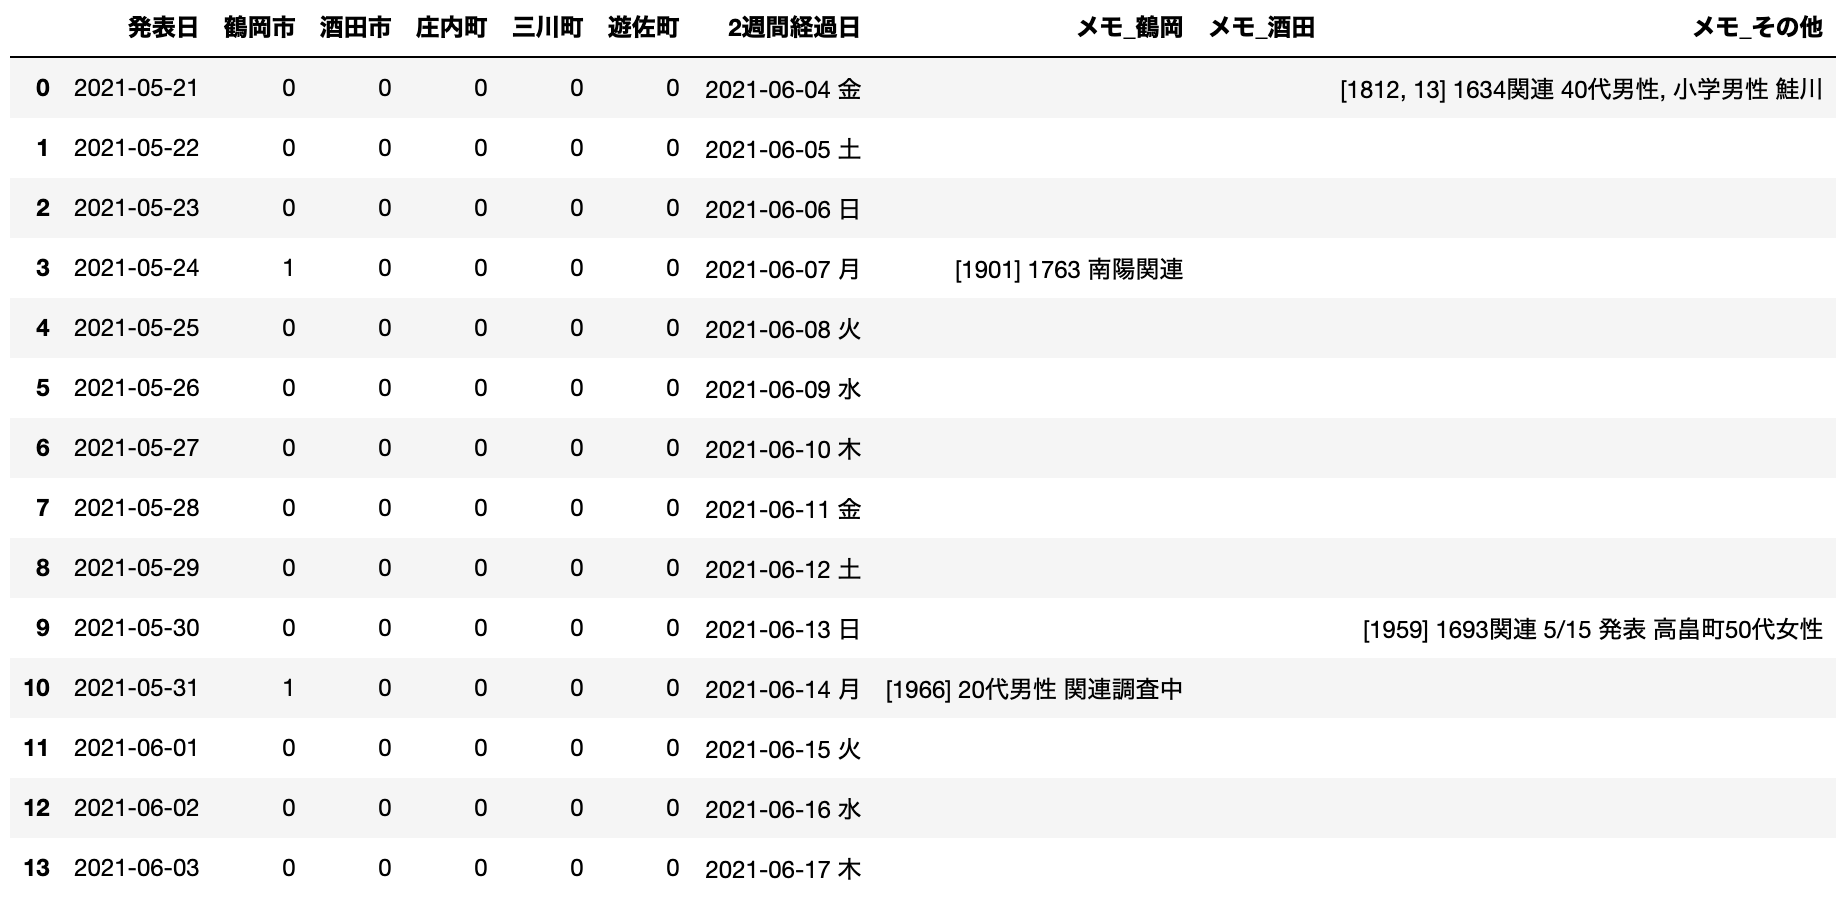 発表日 鶴岡市 酒田市 庄内町 三川町 遊佐町 2週間経過日 メモ_鶴岡 メモ_酒田 メモ_その他
0 2021-05-21 0 0 0 0 0 2021-06-04 金 [1812, 13] 1634関連 40代男性, 小学男性 鮭川
1 2021-05-22 0 0 0 0 0 2021-06-05 土
2 2021-05-23 0 0 0 0 0 2021-06-06 日
3 2021-05-24 1 0 0 0 0 2021-06-07 月 [1901] 1763 南陽関連
4 2021-05-25 0 0 0 0 0 2021-06-08 火
5 2021-05-26 0 0 0 0 0 2021-06-09 水
6 2021-05-27 0 0 0 0 0 2021-06-10 木
7 2021-05-28 0 0 0 0 0 2021-06-11 金
8 2021-05-29 0 0 0 0 0 2021-06-12 土
9 2021-05-30 0 0 0 0 0 2021-06-13 日 [1959] 1693関連 5/15 発表 高畠町50代女性
10 2021-05-31 1 0 0 0 0 2021-06-14 月 [1966] 20代男性 関連調査中
11 2021-06-01 0 0 0 0 0 2021-06-15 火
12 2021-06-02 0 0 0 0 0 2021-06-16 水
13 2021-06-03 0 0 0 0 0 2021-06-17 木